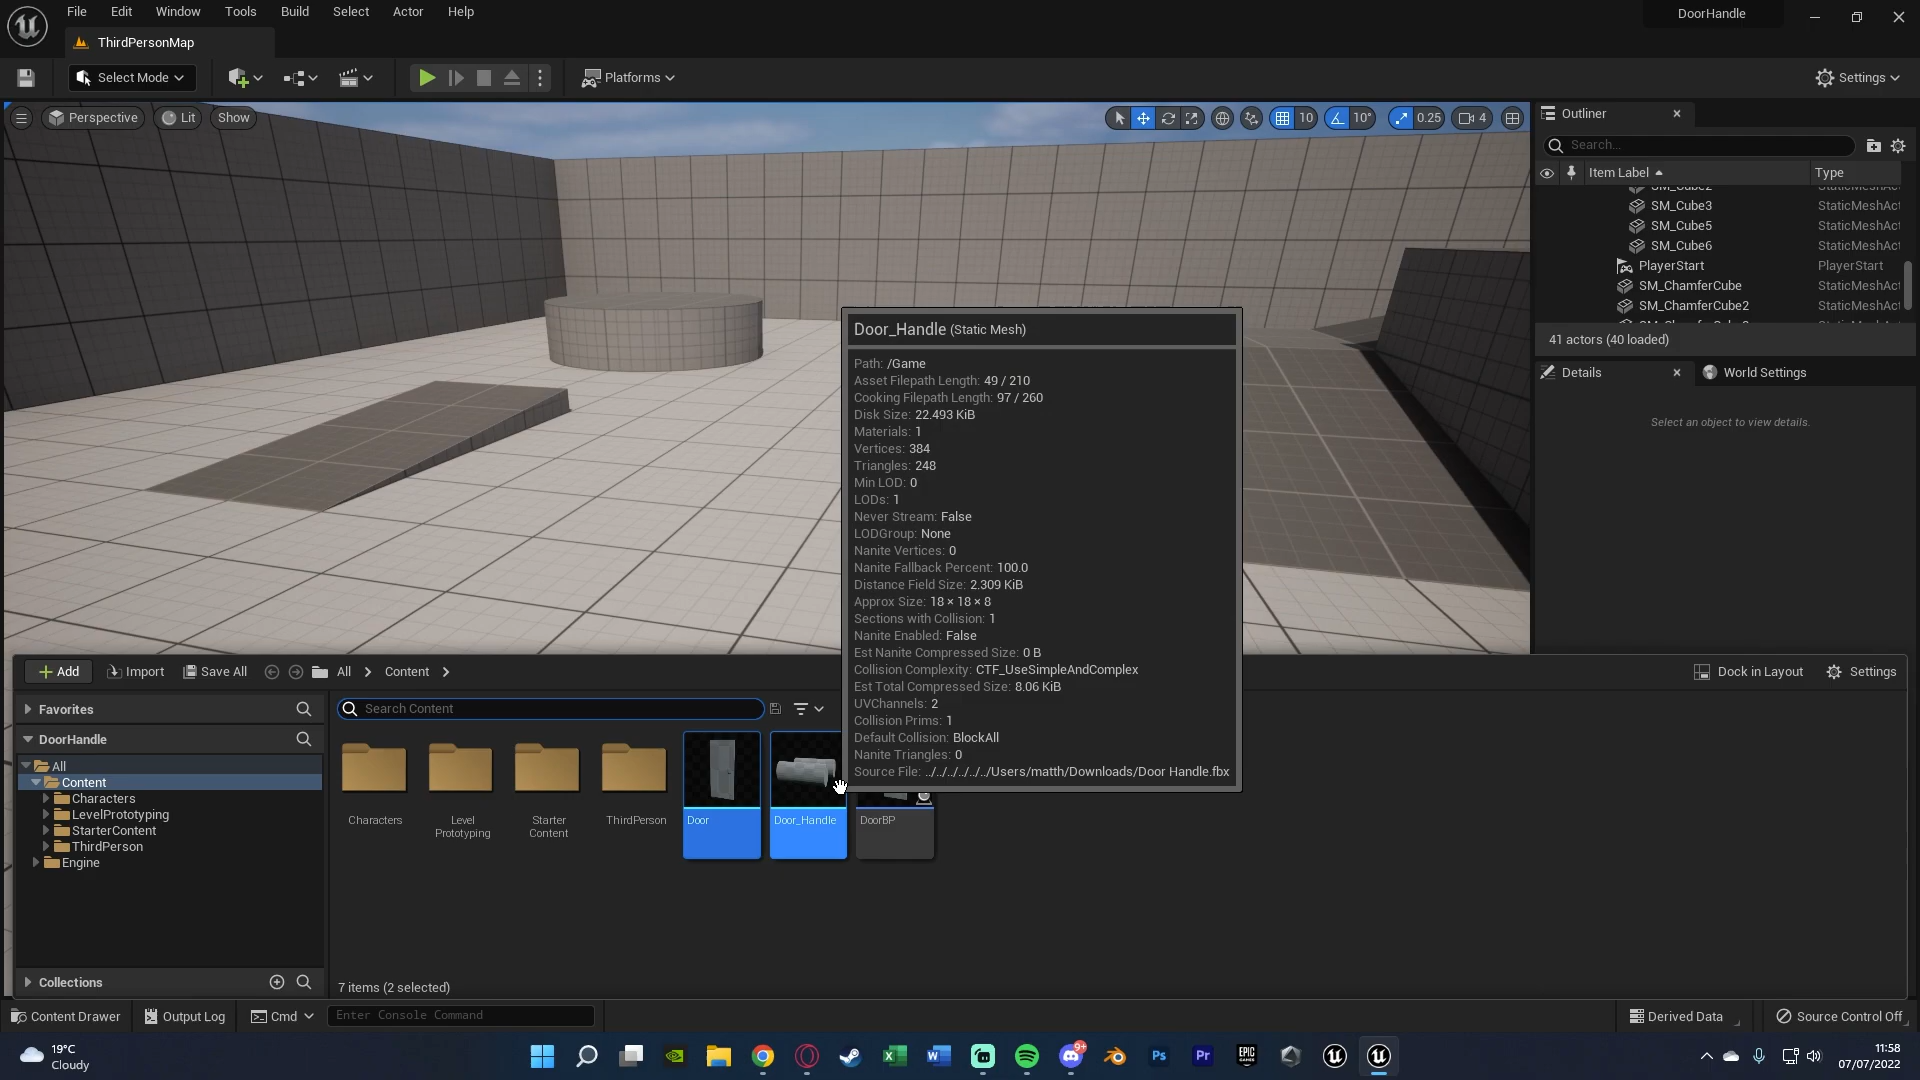 File Edit Window Tools Build Select Actor Help
DoorHandle
ThirdPersonMap
Select Mode
Platforms
Settings
Perspective
Lit
Show
10
10°
0.25
4
Outliner
Search...
Item Label
Type
SM_Cube2 StaticMeshAct
SM_Cube3 StaticMeshAct
SM_Cube5 StaticMeshAct
SM_Cube6 StaticMeshAct
PlayerStart PlayerStart
SM_ChamferCube StaticMeshAct
SM_ChamferCube2 StaticMeshAct
41 actors (40 loaded)
Details
World Settings
Select an object to view details.
Door_Handle (Static Mesh)
Path: /Game
Asset Filepath Length: 49 / 210
Cooking Filepath Length: 97 / 260
Disk Size: 22.493 KiB
Materials: 1
Vertices: 384
Triangles: 248
Min LOD: 0
LODs: 1
Never Stream: False
LODGroup: None
Nanite Vertices: 0
Nanite Fallback Percent: 100.0
Distance Field Size: 2.309 KiB
Approx Size: 18 × 18 × 8
Sections with Collision: 1
Nanite Enabled: False
Est Nanite Compressed Size: 0 B
Collision Complexity: CTF_UseSimpleAndComplex
Est Total Compressed Size: 8.06 KiB
UVChannels: 2
Collision Prims: 1
Default Collision: BlockAll
Nanite Triangles: 0
Source File: ../../../../../../Users/matth/Downloads/Door Handle.fbx
Add
Import
Save All
All
Content
Dock in Layout
Settings
Favorites
DoorHandle
All
Content
Characters
LevelPrototyping
StarterContent
ThirdPerson
Engine
Collections
Search Content
Characters
Level
Prototyping
Starter
Content
ThirdPerson
Door
Door_Handle
DoorBP
7 items (2 selected)
Content Drawer
Output Log
Cmd
Enter Console Command
Derived Data
Source Control Off
19°C
Cloudy
9+
Ps
Pr
EPIC
GAMES
11:58
07/07/2022